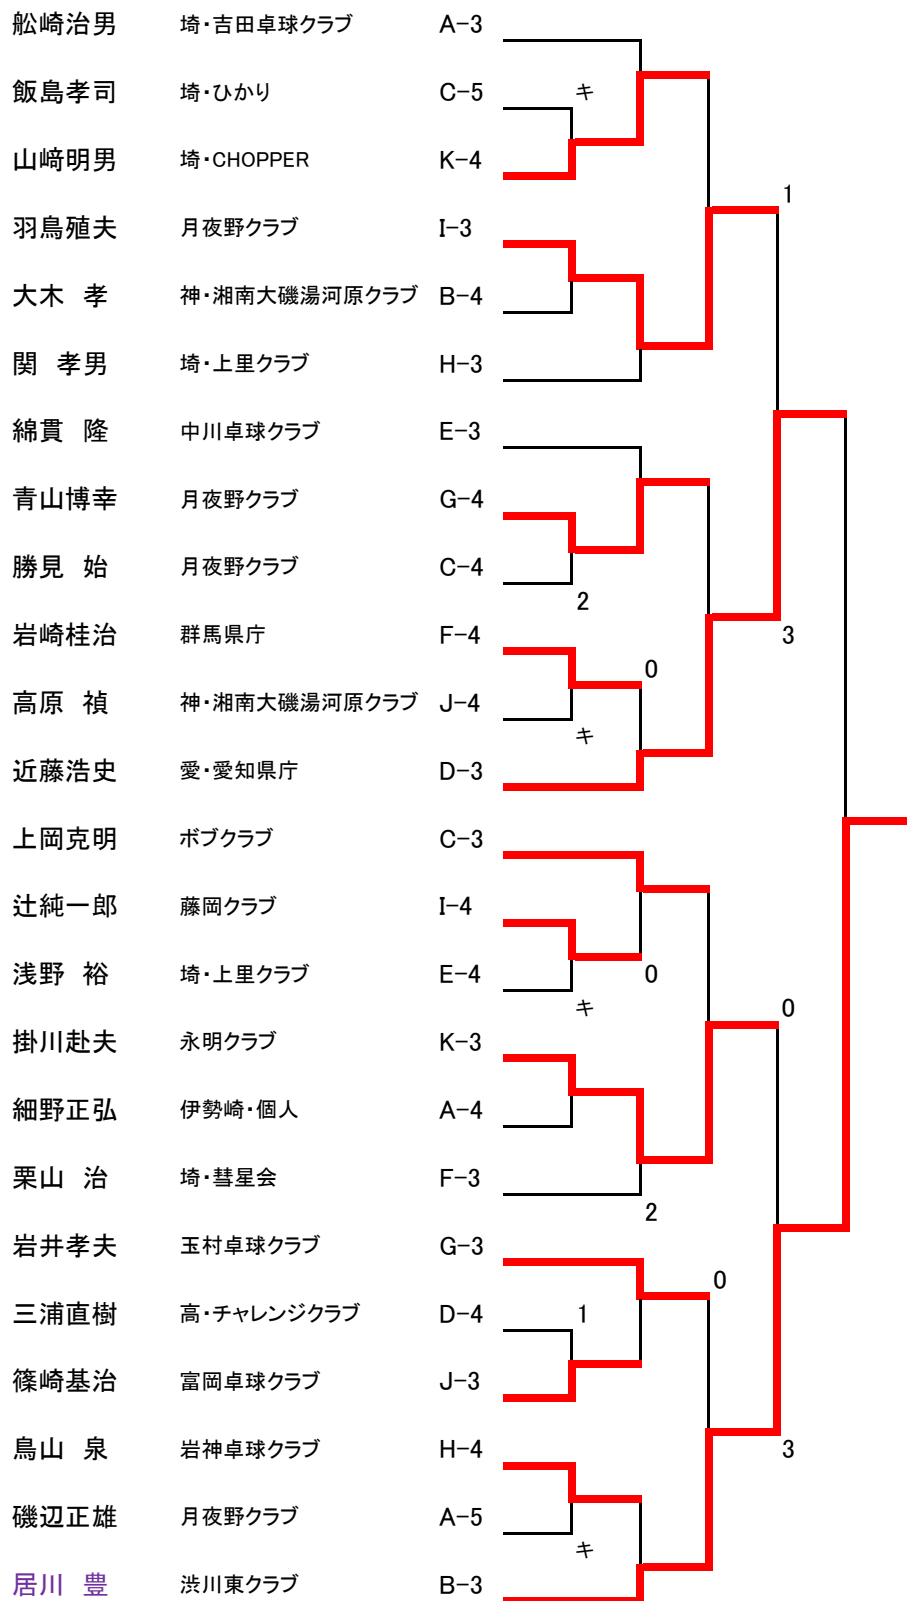 舩崎治男 埼・吉田卓球クラブ A-3
飯島孝司 埼・ひかり C-5 キ
山﨑明男 埼・CHOPPER K-4
1
羽鳥殖夫 月夜野クラブ I-3
大木 孝 神・湘南大磯湯河原クラブ B-4
関 孝男 埼・上里クラブ H-3
綿貫 隆 中川卓球クラブ E-3
青山博幸 月夜野クラブ G-4
勝見 始 月夜野クラブ C-4
2
岩崎桂治 群馬県庁 F-4 3
0
高原 禎 神・湘南大磯湯河原クラブ J-4
キ
近藤浩史 愛・愛知県庁 D-3
上岡克明 ボブクラブ C-3
辻純一郎 藤岡クラブ I-4
浅野 裕 埼・上里クラブ E-4 0
キ 0
掛川赴夫 永明クラブ K-3
細野正弘 伊勢崎・個人 A-4
栗山 治 埼・彗星会 F-3
2
岩井孝夫 玉村卓球クラブ G-3
0
三浦直樹 高・チャレンジクラブ D-4 1
篠崎基治 富岡卓球クラブ J-3
鳥山 泉 岩神卓球クラブ H-4 3
磯辺正雄 月夜野クラブ A-5
キ
居川 豊 渋川東クラブ B-3